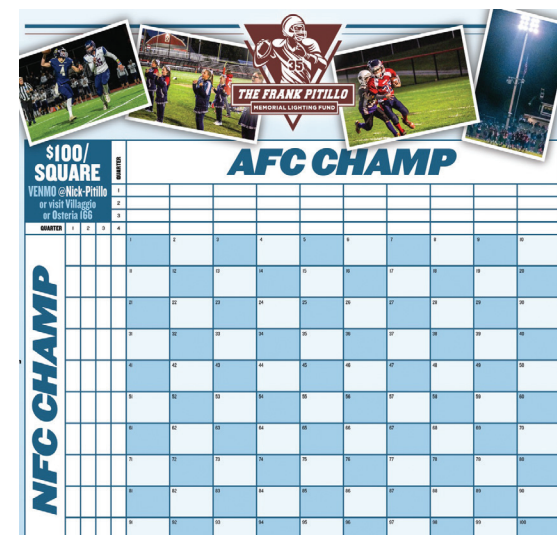 35
THE FRANK PITILLO
MEMORIAL LIGHTING FUND
$100/
SQUARE
VENMO @Nick-Pitillo
or visit Villaggio
or Osteria 166
QUARTER
AFC CHAMP
1
2
3
QUARTER 1 2 3 4
NFC CHAMP
1 2 3 4 5 6 7 8 9 10
11 12 13 14 15 16 17 18 19 20
21 22 23 24 25 26 27 28 29 30
31 32 33 34 35 36 37 38 39 40
41 42 43 44 45 46 47 48 49 50
51 52 53 54 55 56 57 58 59 60
61 62 63 64 65 66 67 68 69 70
71 72 73 74 75 76 77 78 79 80
81 82 83 84 85 86 87 88 89 90
91 92 93 94 95 96 97 98 99 100